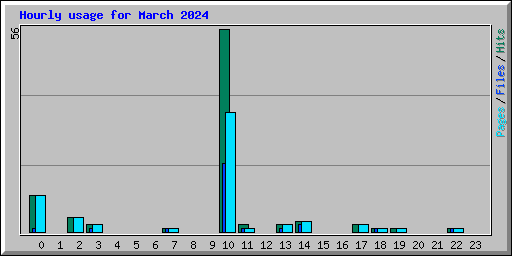 Hourly usage for March 2024
56
Pages/Files/Hits
0 1 2 3 4 5 6 7 8 9 10 11 12 13 14 15 16 17 18 19 20 21 22 23